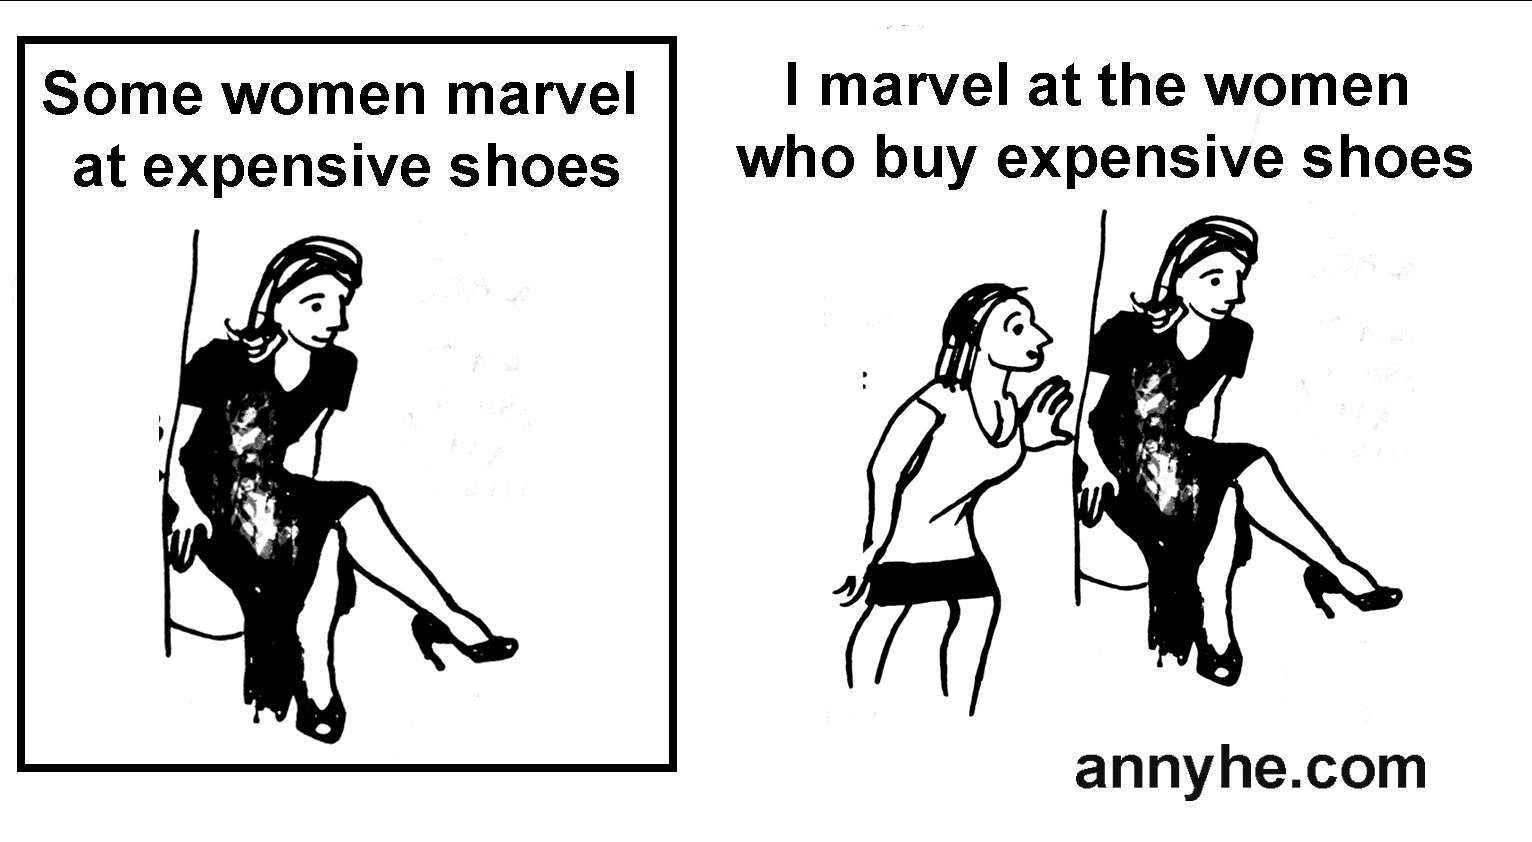 Some women marvel
at expensive shoes
I marvel at the women
who buy expensive shoes
annyhe.com